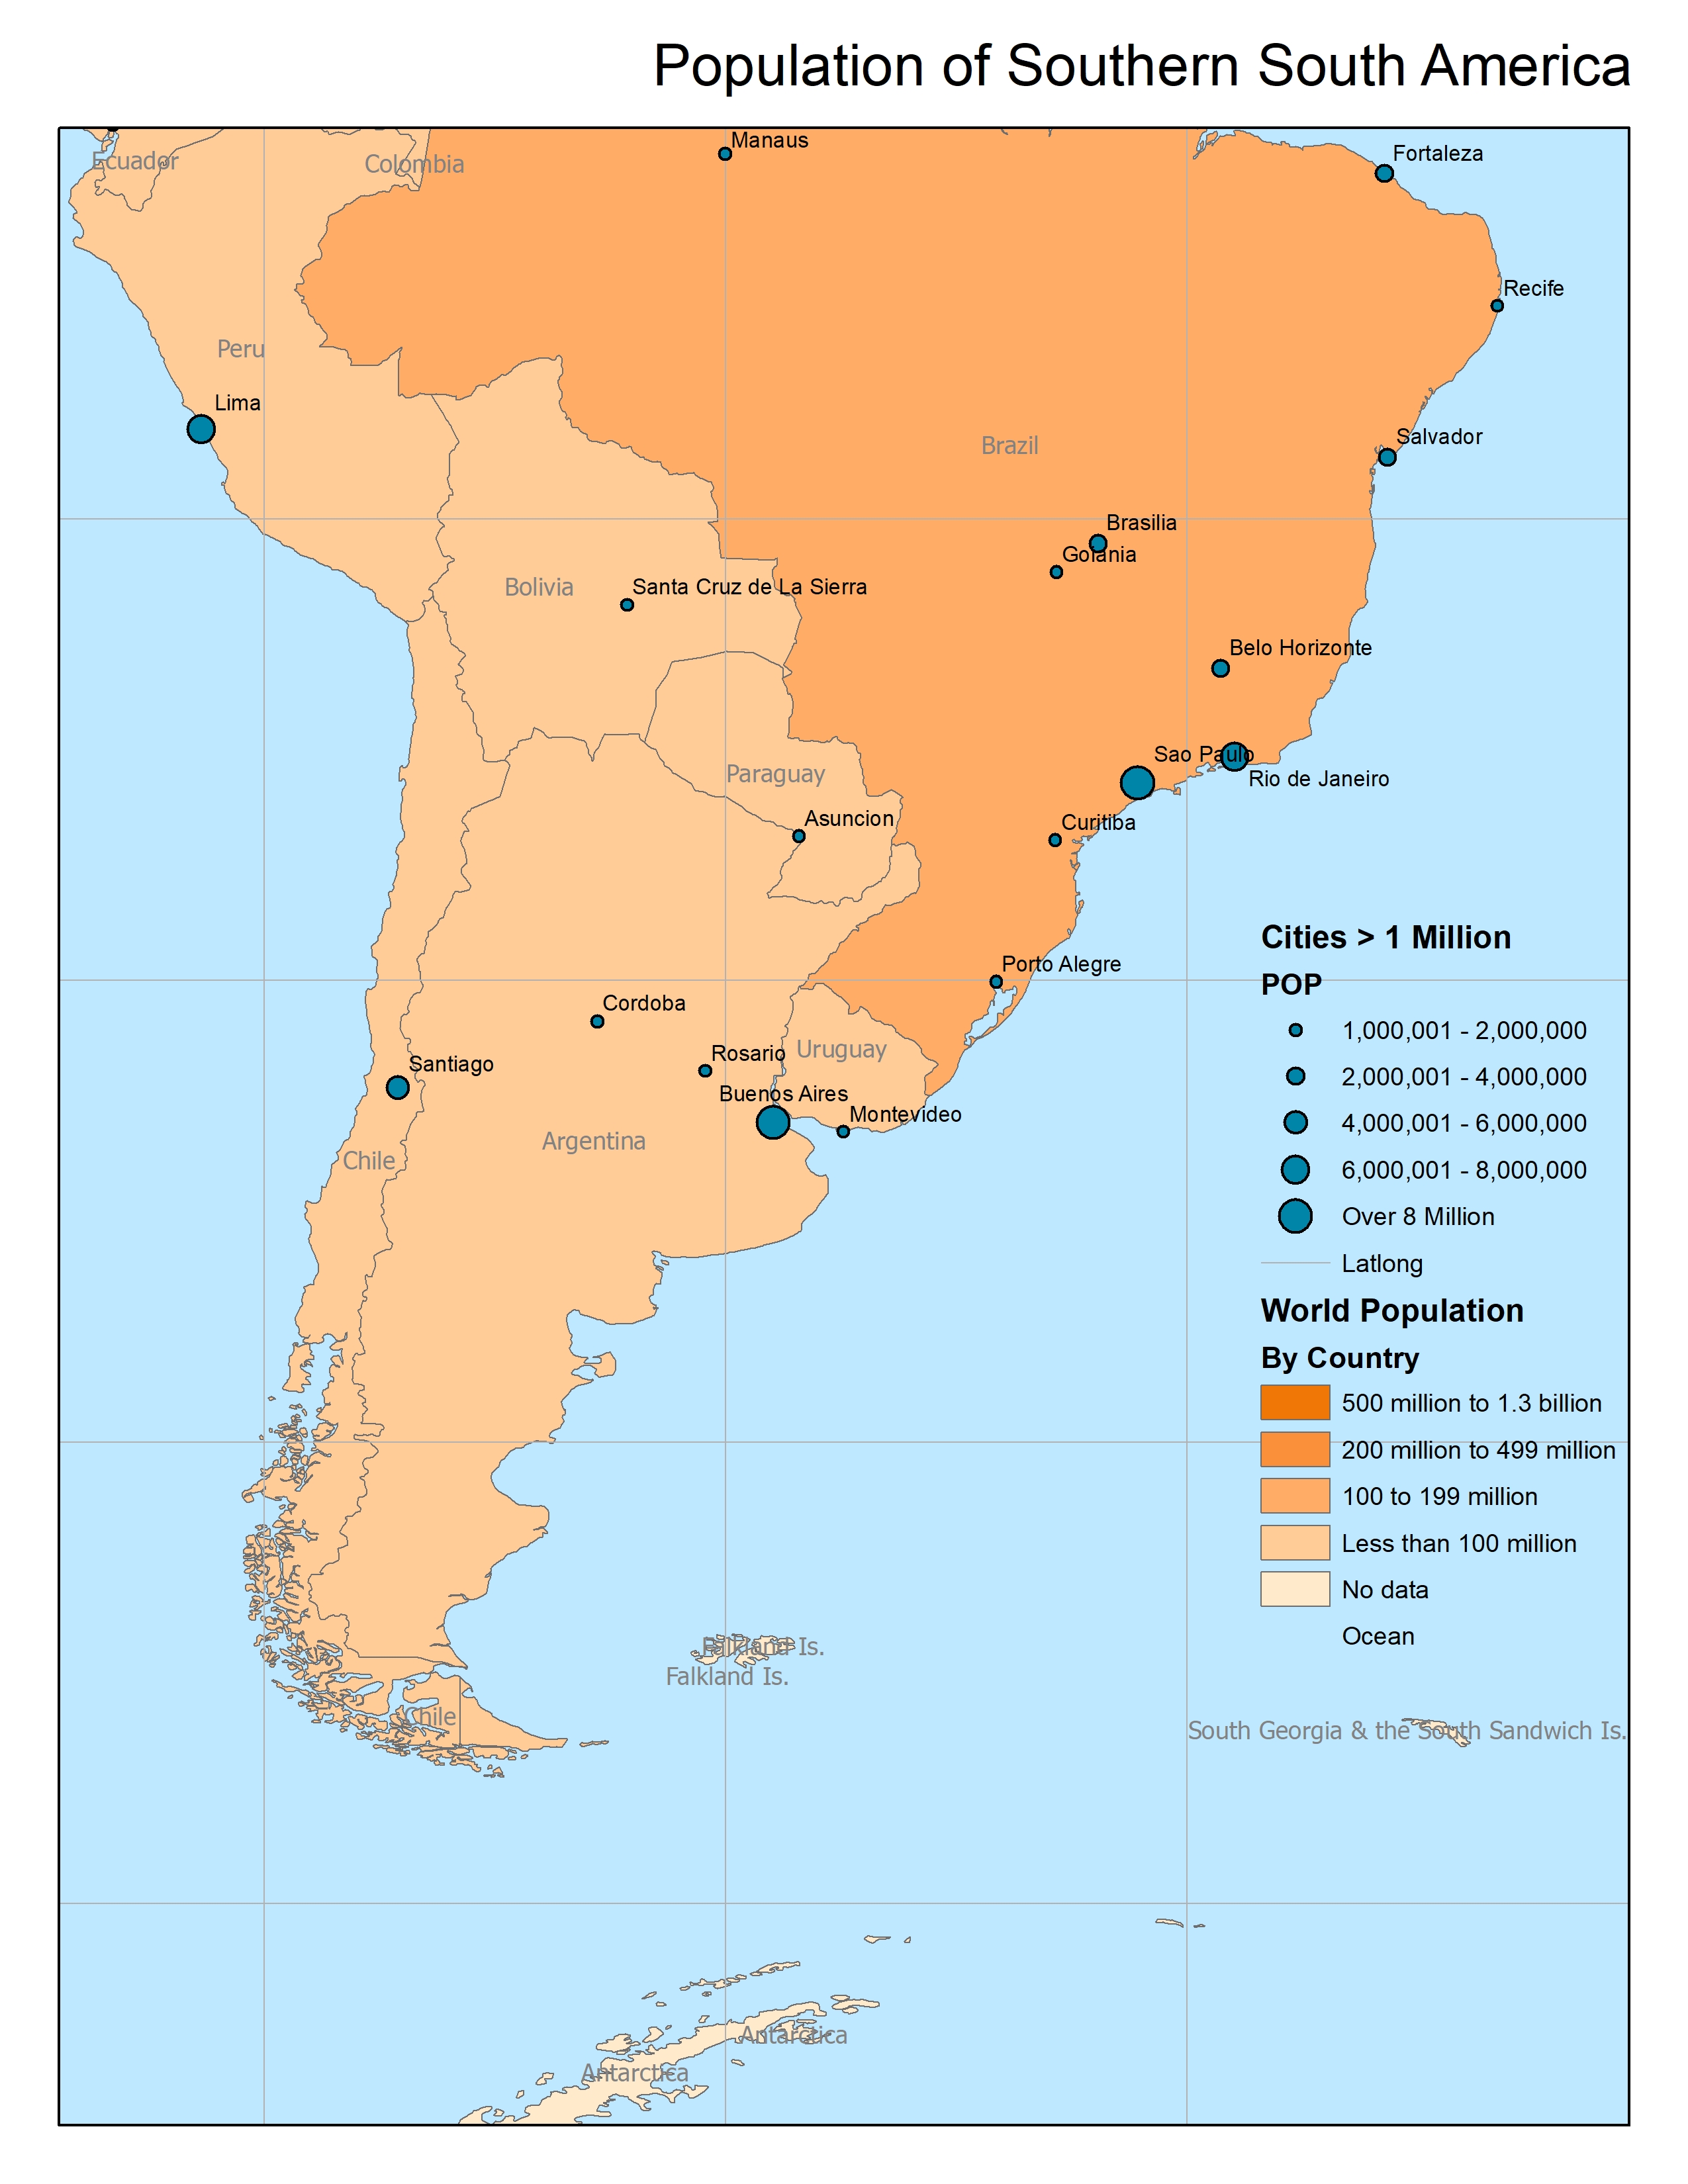 Population of Southern South America
Manaus
Fortaleza
Ecuador
Colombia
Recife
Peru
Lima
Salvador
Brazil
Brasilia
Goiania
Bolivia
Santa Cruz de La Sierra
Belo Horizonte
Sao Paulo
Rio de Janeiro
Paraguay
Asuncion
Curitiba
Porto Alegre
Cordoba
Rosario
Uruguay
Santiago
Buenos Aires
Montevideo
Argentina
Chile
Cities > 1 Million
POP
1,000,001 - 2,000,000
2,000,001 - 4,000,000
4,000,001 - 6,000,000
6,000,001 - 8,000,000
Over 8 Million
Latlong
World Population
By Country
500 million to 1.3 billion
200 million to 499 million
100 to 199 million
Less than 100 million
No data
Ocean
Falkland Is.
Falkland Is.
Chile
South Georgia & the South Sandwich Is.
Antarctica
Antarctica